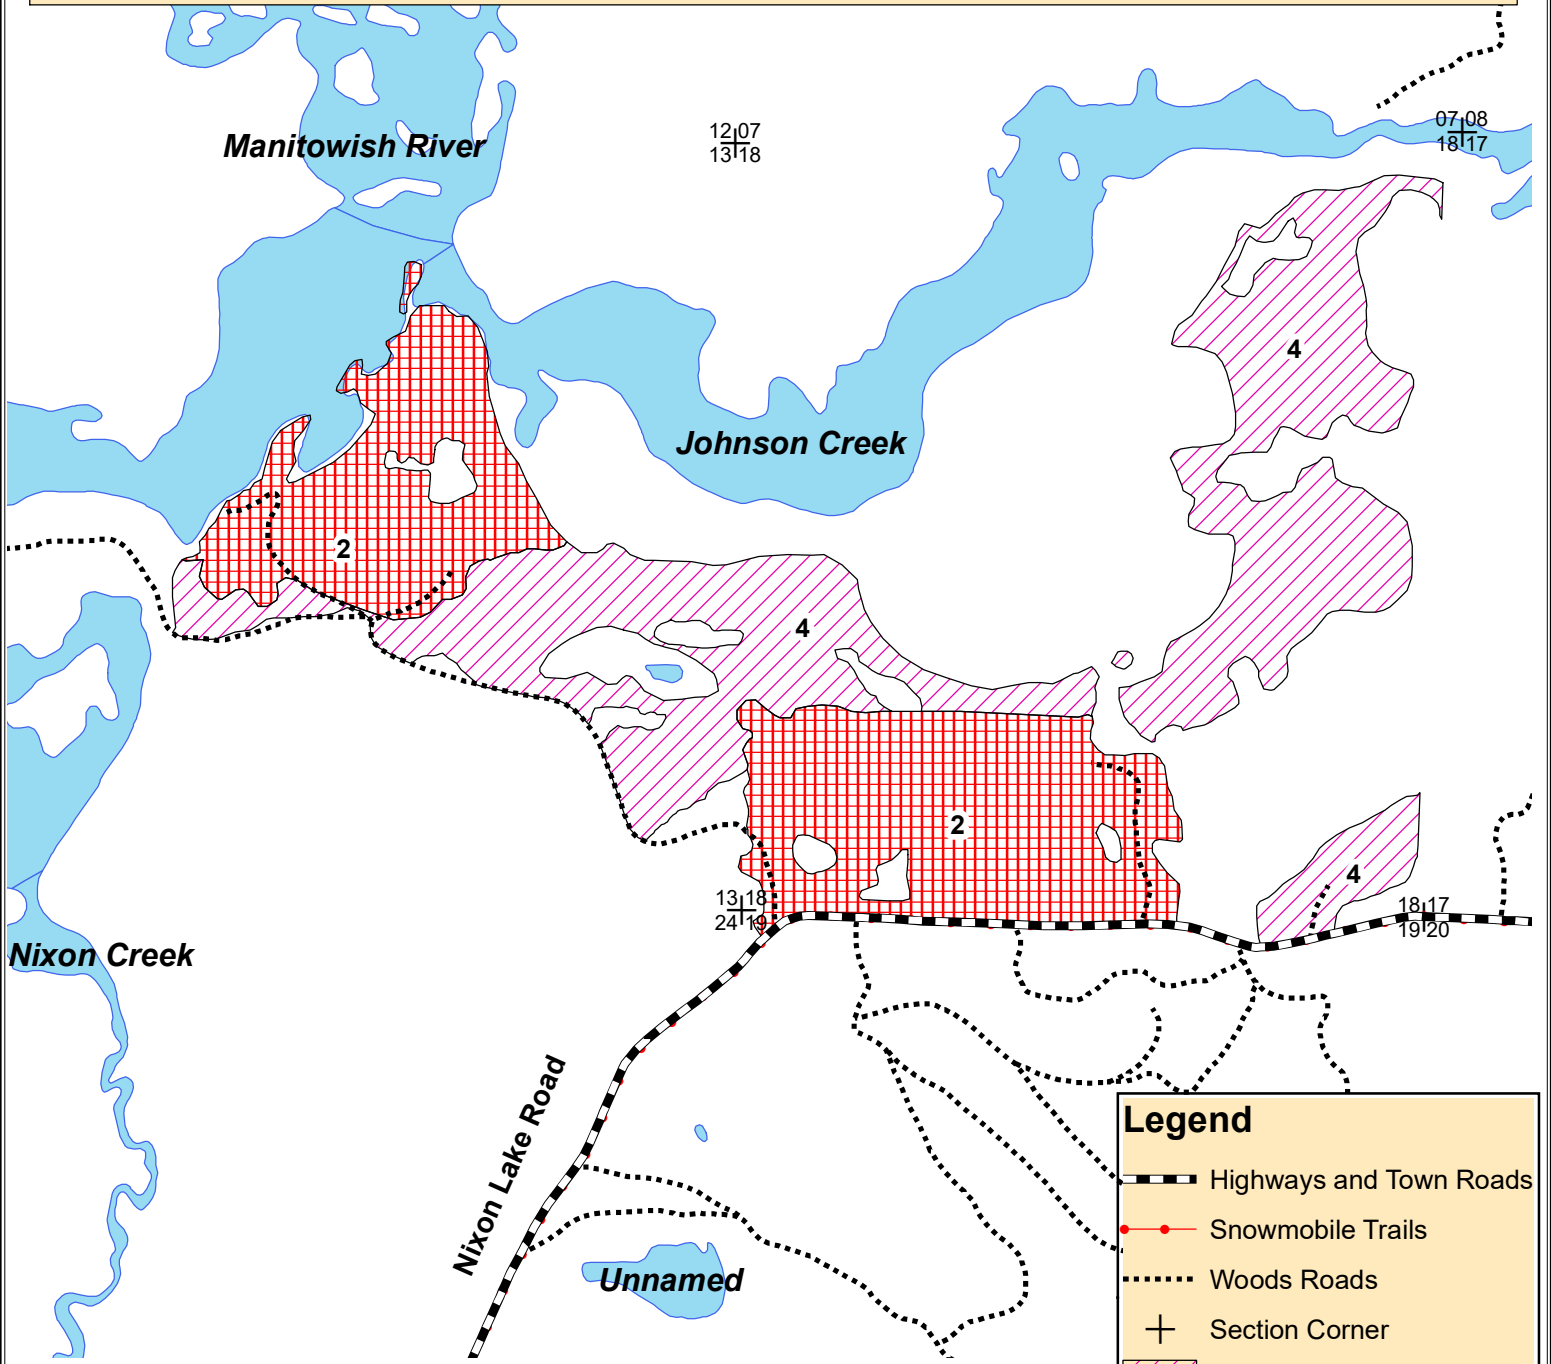 07 08
18 17
12 07
13 18
Manitowish River
4
Johnson Creek
2
4
2
4
13 18
24 19
18 17
19 20
Nixon Creek
Nixon Lake Road
Unnamed
Legend
Highways and Town Roads
Snowmobile Trails
Woods Roads
Section Corner